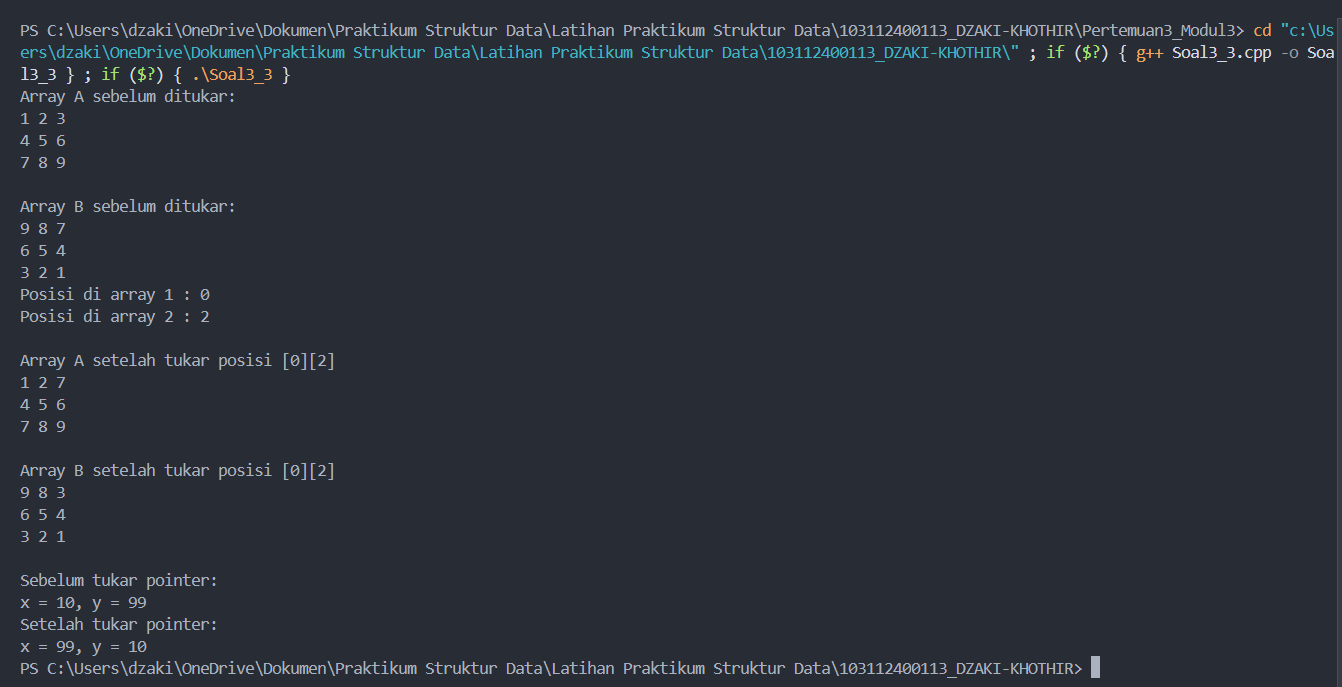 PS C:\Users\dzaki\OneDrive\Dokumen\Praktikum Struktur Data\Latihan Praktikum Struktur Data\103112400113_DZAKI-KHOTHIR\Pertemuan3_Modul3> cd "c:\Us
ers\dzaki\OneDrive\Dokumen\Praktikum Struktur Data\Latihan Praktikum Struktur Data\103112400113_DZAKI-KHOTHIR\" ; if ($?) { g++ Soal3_3.cpp -o Soa
l3_3 } ; if ($?) { .\Soal3_3 }
Array A sebelum ditukar:
1 2 3
4 5 6
7 8 9
Array B sebelum ditukar:
9 8 7
6 5 4
3 2 1
Posisi di array 1 : 0
Posisi di array 2 : 2
Array A setelah tukar posisi [0][2]
1 2 7
4 5 6
7 8 9
Array B setelah tukar posisi [0][2]
9 8 3
6 5 4
3 2 1
Sebelum tukar pointer:
x = 10, y = 99
Setelah tukar pointer:
x = 99, y = 10
PS C:\Users\dzaki\OneDrive\Dokumen\Praktikum Struktur Data\Latihan Praktikum Struktur Data\103112400113_DZAKI-KHOTHIR>